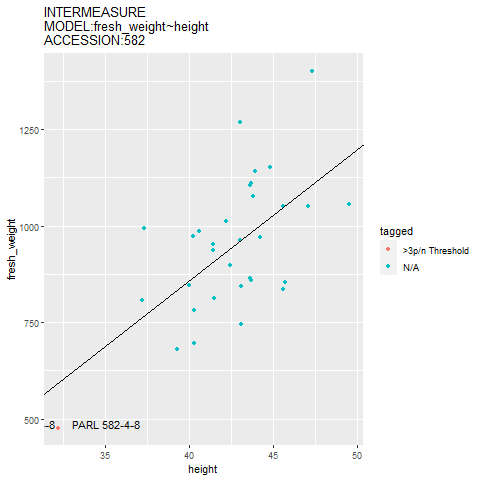 INTERMEASURE
MODEL:fresh_weight~height
ACCESSION:582
1250
1000
750
500
fresh_weight
-8
PARL 582-4-8
35
40
45
50
height
tagged
>3p/n Threshold
N/A